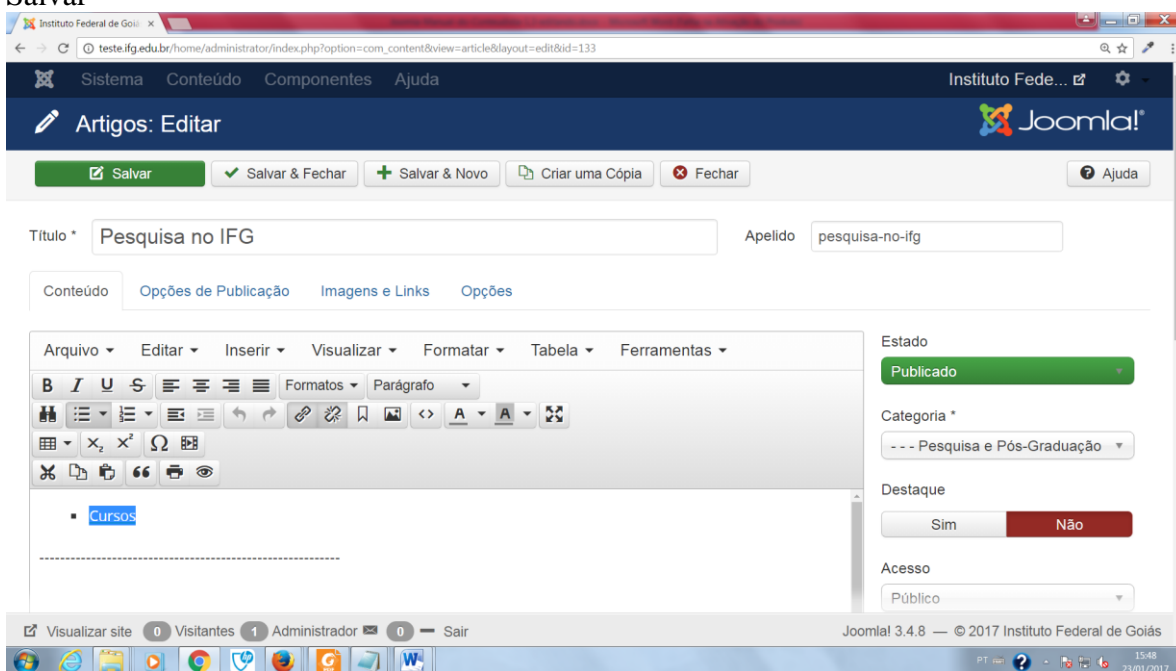 Salvar
Instituto Federal de Goiá
teste.ifg.edu.br/home/administrator/index.php?option=com_content&view=article&layout=edit&id=133
Sistema Conteúdo Componentes Ajuda Instituto Fede...
Artigos: Editar Joomla!
Salvar Salvar & Fechar Salvar & Novo Criar uma Cópia Fechar Ajuda
Título * Pesquisa no IFG Apelido pesquisa-no-ifg
Conteúdo Opções de Publicação Imagens e Links Opções
Arquivo Editar Inserir Visualizar Formatar Tabela Ferramentas
Estado
Publicado
B I U S Formatos Parágrafo
A A
Categoria *
- - - Pesquisa e Pós-Graduação
Destaque
Sim Não
Cursos
----------------------------------------------------------
Acesso
Público
Visualizar site 0 Visitantes 1 Administrador 0 Sair Joomla! 3.4.8 — © 2017 Instituto Federal de Goiás
PT 15:48
23/01/2017